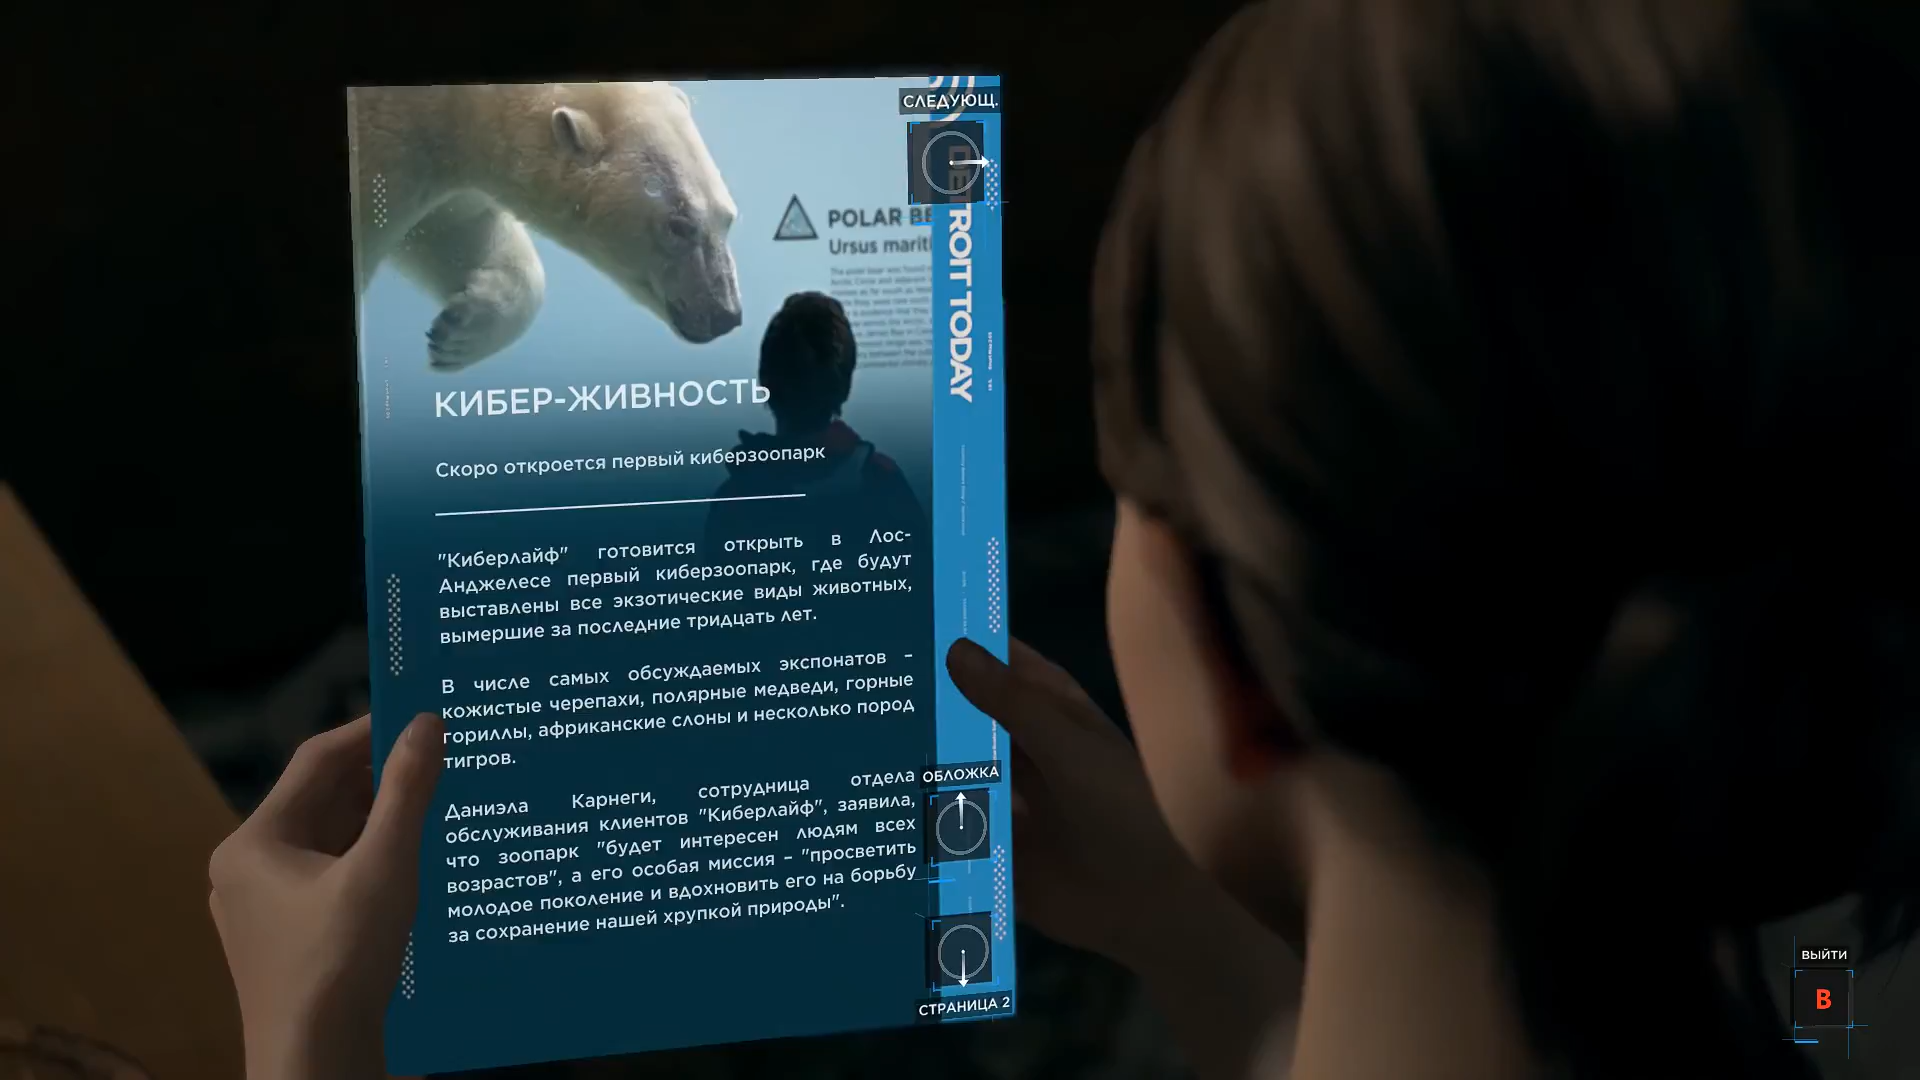 СЛЕДУЮЩ.
POLAR
Ursus
ROIT TODAY
КИБЕР-ЖИВНОСТЬ
Скоро откроется первый киберзоопарк
"Киберлайф" готовится открыть в Лос-
Анджелесе первый киберзоопарк, где будут
выставлены все экзотические виды животных,
вымершие за последние тридцать лет.
В числе самых обсуждаемых экспонатов –
кожистые черепахи, полярные медведи, горные
гориллы, африканские слоны и несколько пород
тигров.
Даниэла Карнеги, сотрудница отдела
обслуживания клиентов "Киберлайф", заявила,
что зоопарк "будет интересен людям всех
возрастов", а его особая миссия – "просветить
молодое поколение и вдохновить его на борьбу
за сохранение нашей хрупкой природы".
ОБЛОЖКА
СТРАНИЦА 2
ВЫЙТИ
B